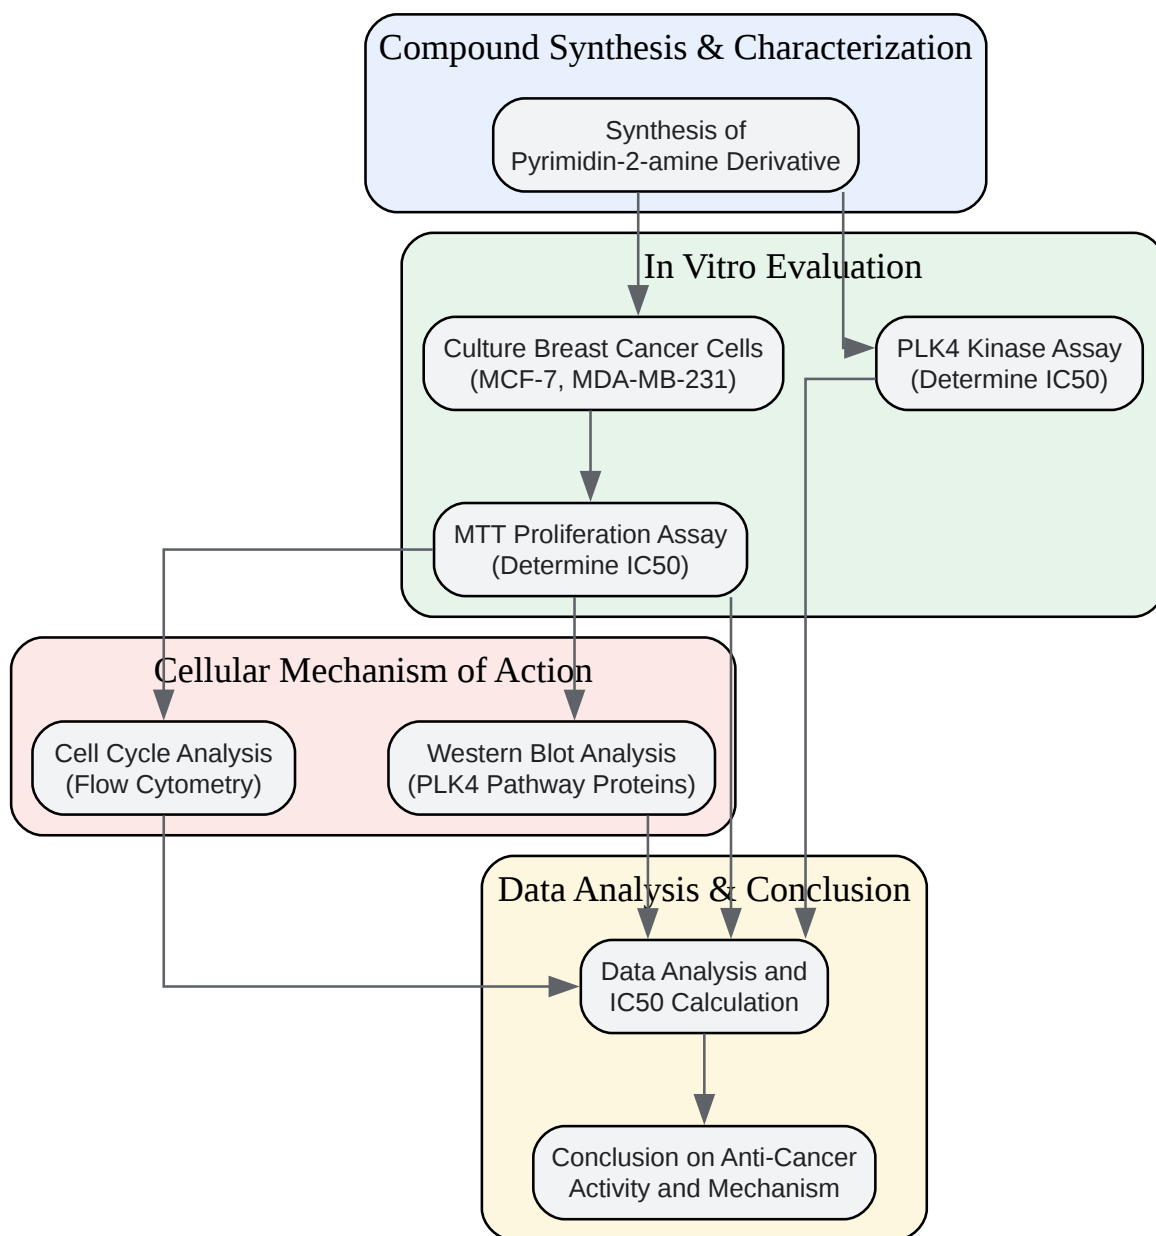 Compound Synthesis & Characterization
Synthesis of
Pyrimidin-2-amine Derivative
In Vitro Evaluation
Culture Breast Cancer Cells
(MCF-7, MDA-MB-231)
PLK4 Kinase Assay
(Determine IC50)
MTT Proliferation Assay
(Determine IC50)
Cellular Mechanism of Action
Cell Cycle Analysis
(Flow Cytometry)
Western Blot Analysis
(PLK4 Pathway Proteins)
Data Analysis & Conclusion
Data Analysis and
IC50 Calculation
Conclusion on Anti-Cancer
Activity and Mechanism